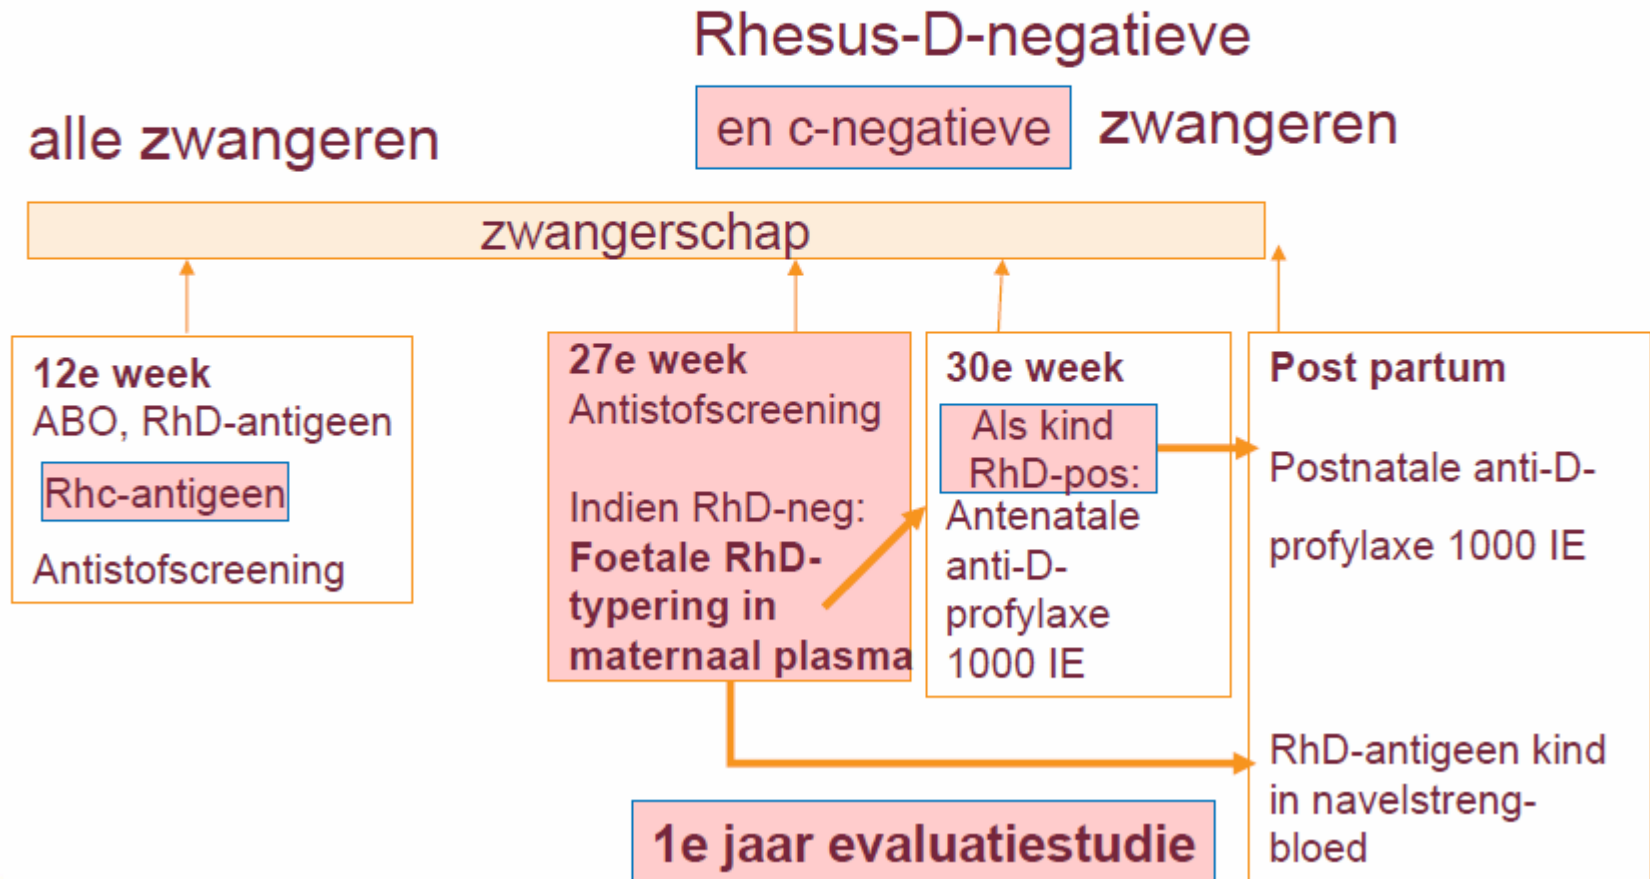 Rhesus-D-negatieve
alle zwangeren
en c-negatieve zwangeren
zwangerschap
12e week
ABO, RhD-antigeen
Rhc-antigeen
Antistofscreening
27e week
Antistofscreening
Indien RhD-neg:
Foetale RhD-
typering in
maternaal plasma
30e week
Als kind
RhD-pos:
Antenatale
anti-D-
profylaxe
1000 IE
Post partum
Postnatale anti-D-
profylaxe 1000 IE
RhD-antigeen kind
in navelstreng-
bloed
1e jaar evaluatiestudie